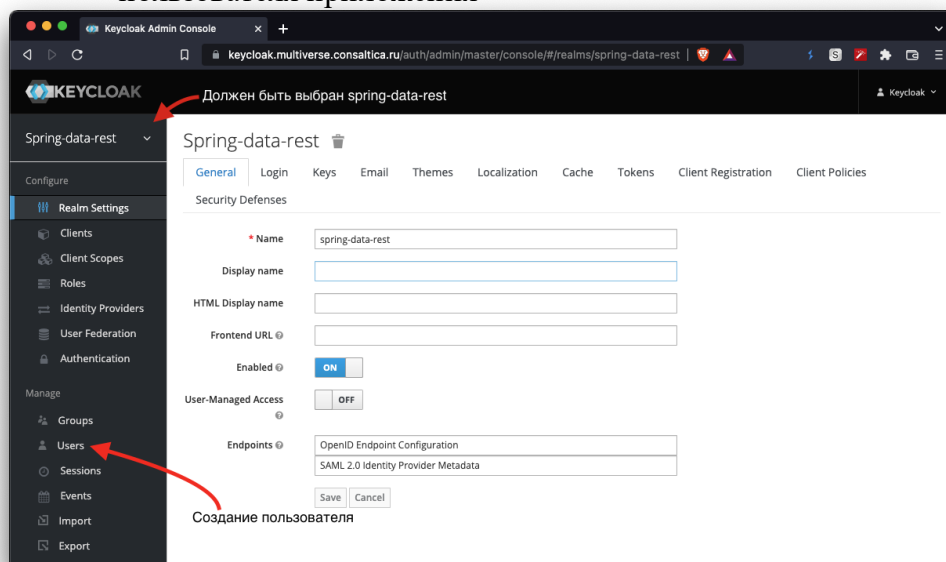 пользователя приложения
Keycloak Admin Console
keycloak.multiverse.consaltica.ru/auth/admin/master/console/#/realms/spring-data-rest
KEYCLOAK
Должен быть выбран spring-data-rest
Keycloak
Spring-data-rest
Spring-data-rest
General Login Keys Email Themes Localization Cache Tokens Client Registration Client Policies
Security Defenses
Configure
Realm Settings
Clients
Client Scopes
Roles
Identity Providers
User Federation
Authentication
Manage
Groups
Users
Sessions
Events
Import
Export
* Name spring-data-rest
Display name
HTML Display name
Frontend URL
Enabled ON
User-Managed Access OFF
Endpoints OpenID Endpoint Configuration
SAML 2.0 Identity Provider Metadata
Save Cancel
Создание пользователя